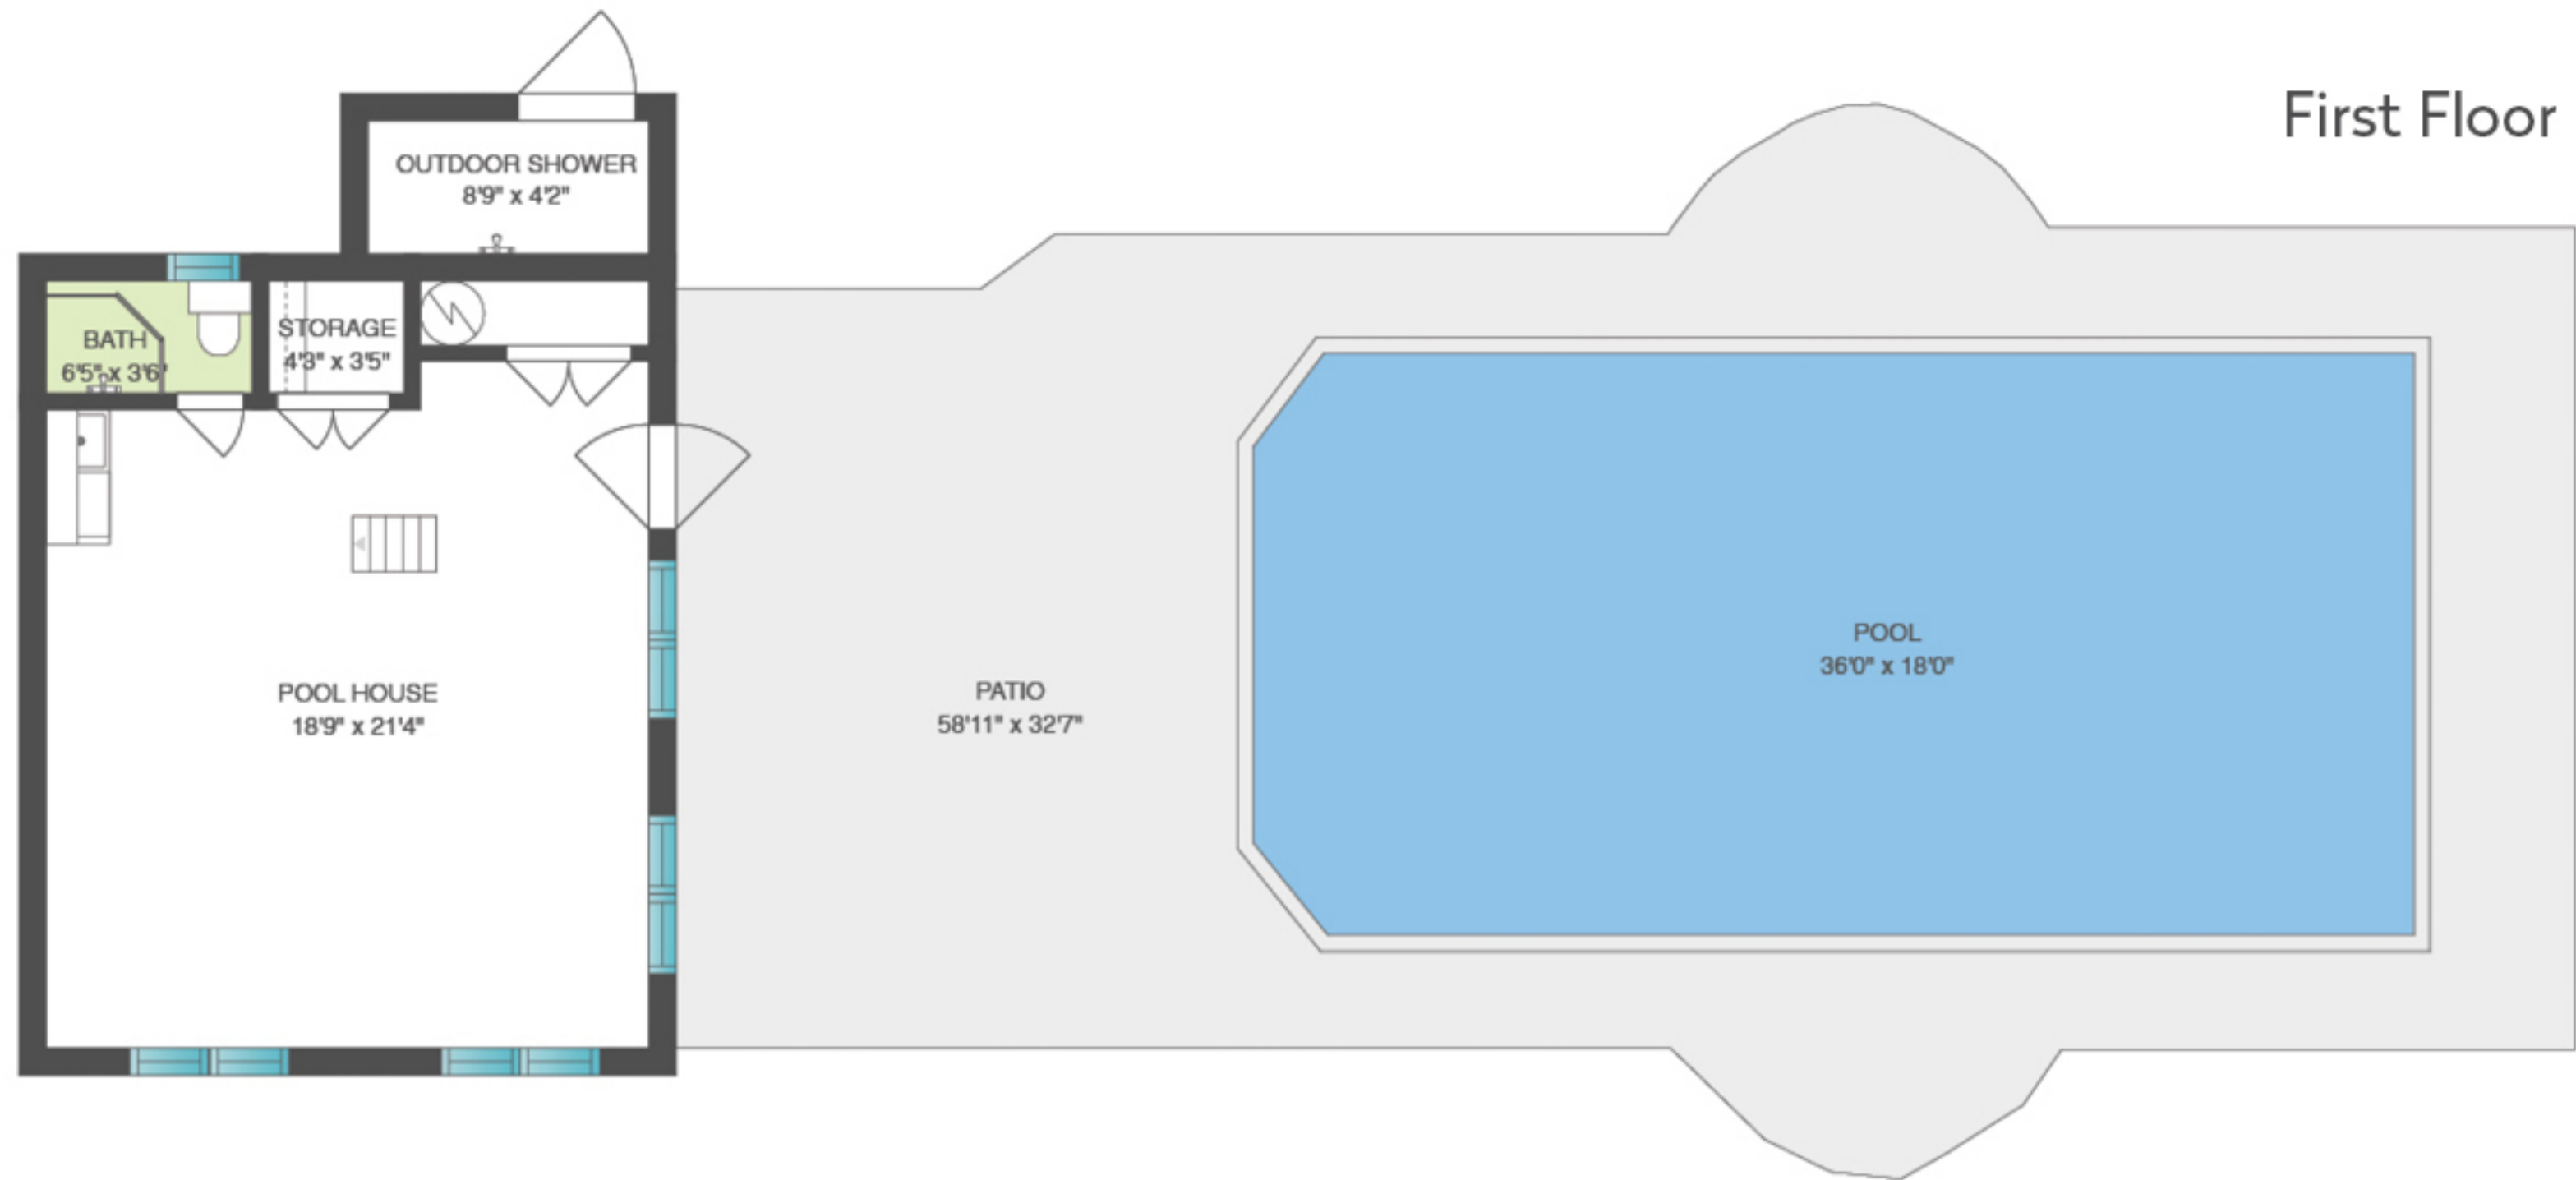 First Floor
OUTDOOR SHOWER
8'9" x 4'2"
BATH
6'5" x 3'6"
STORAGE
4'3" x 3'5"
POOL HOUSE
18'9" x 21'4"
PATIO
58'11" x 32'7"
POOL
36'0" x 18'0"